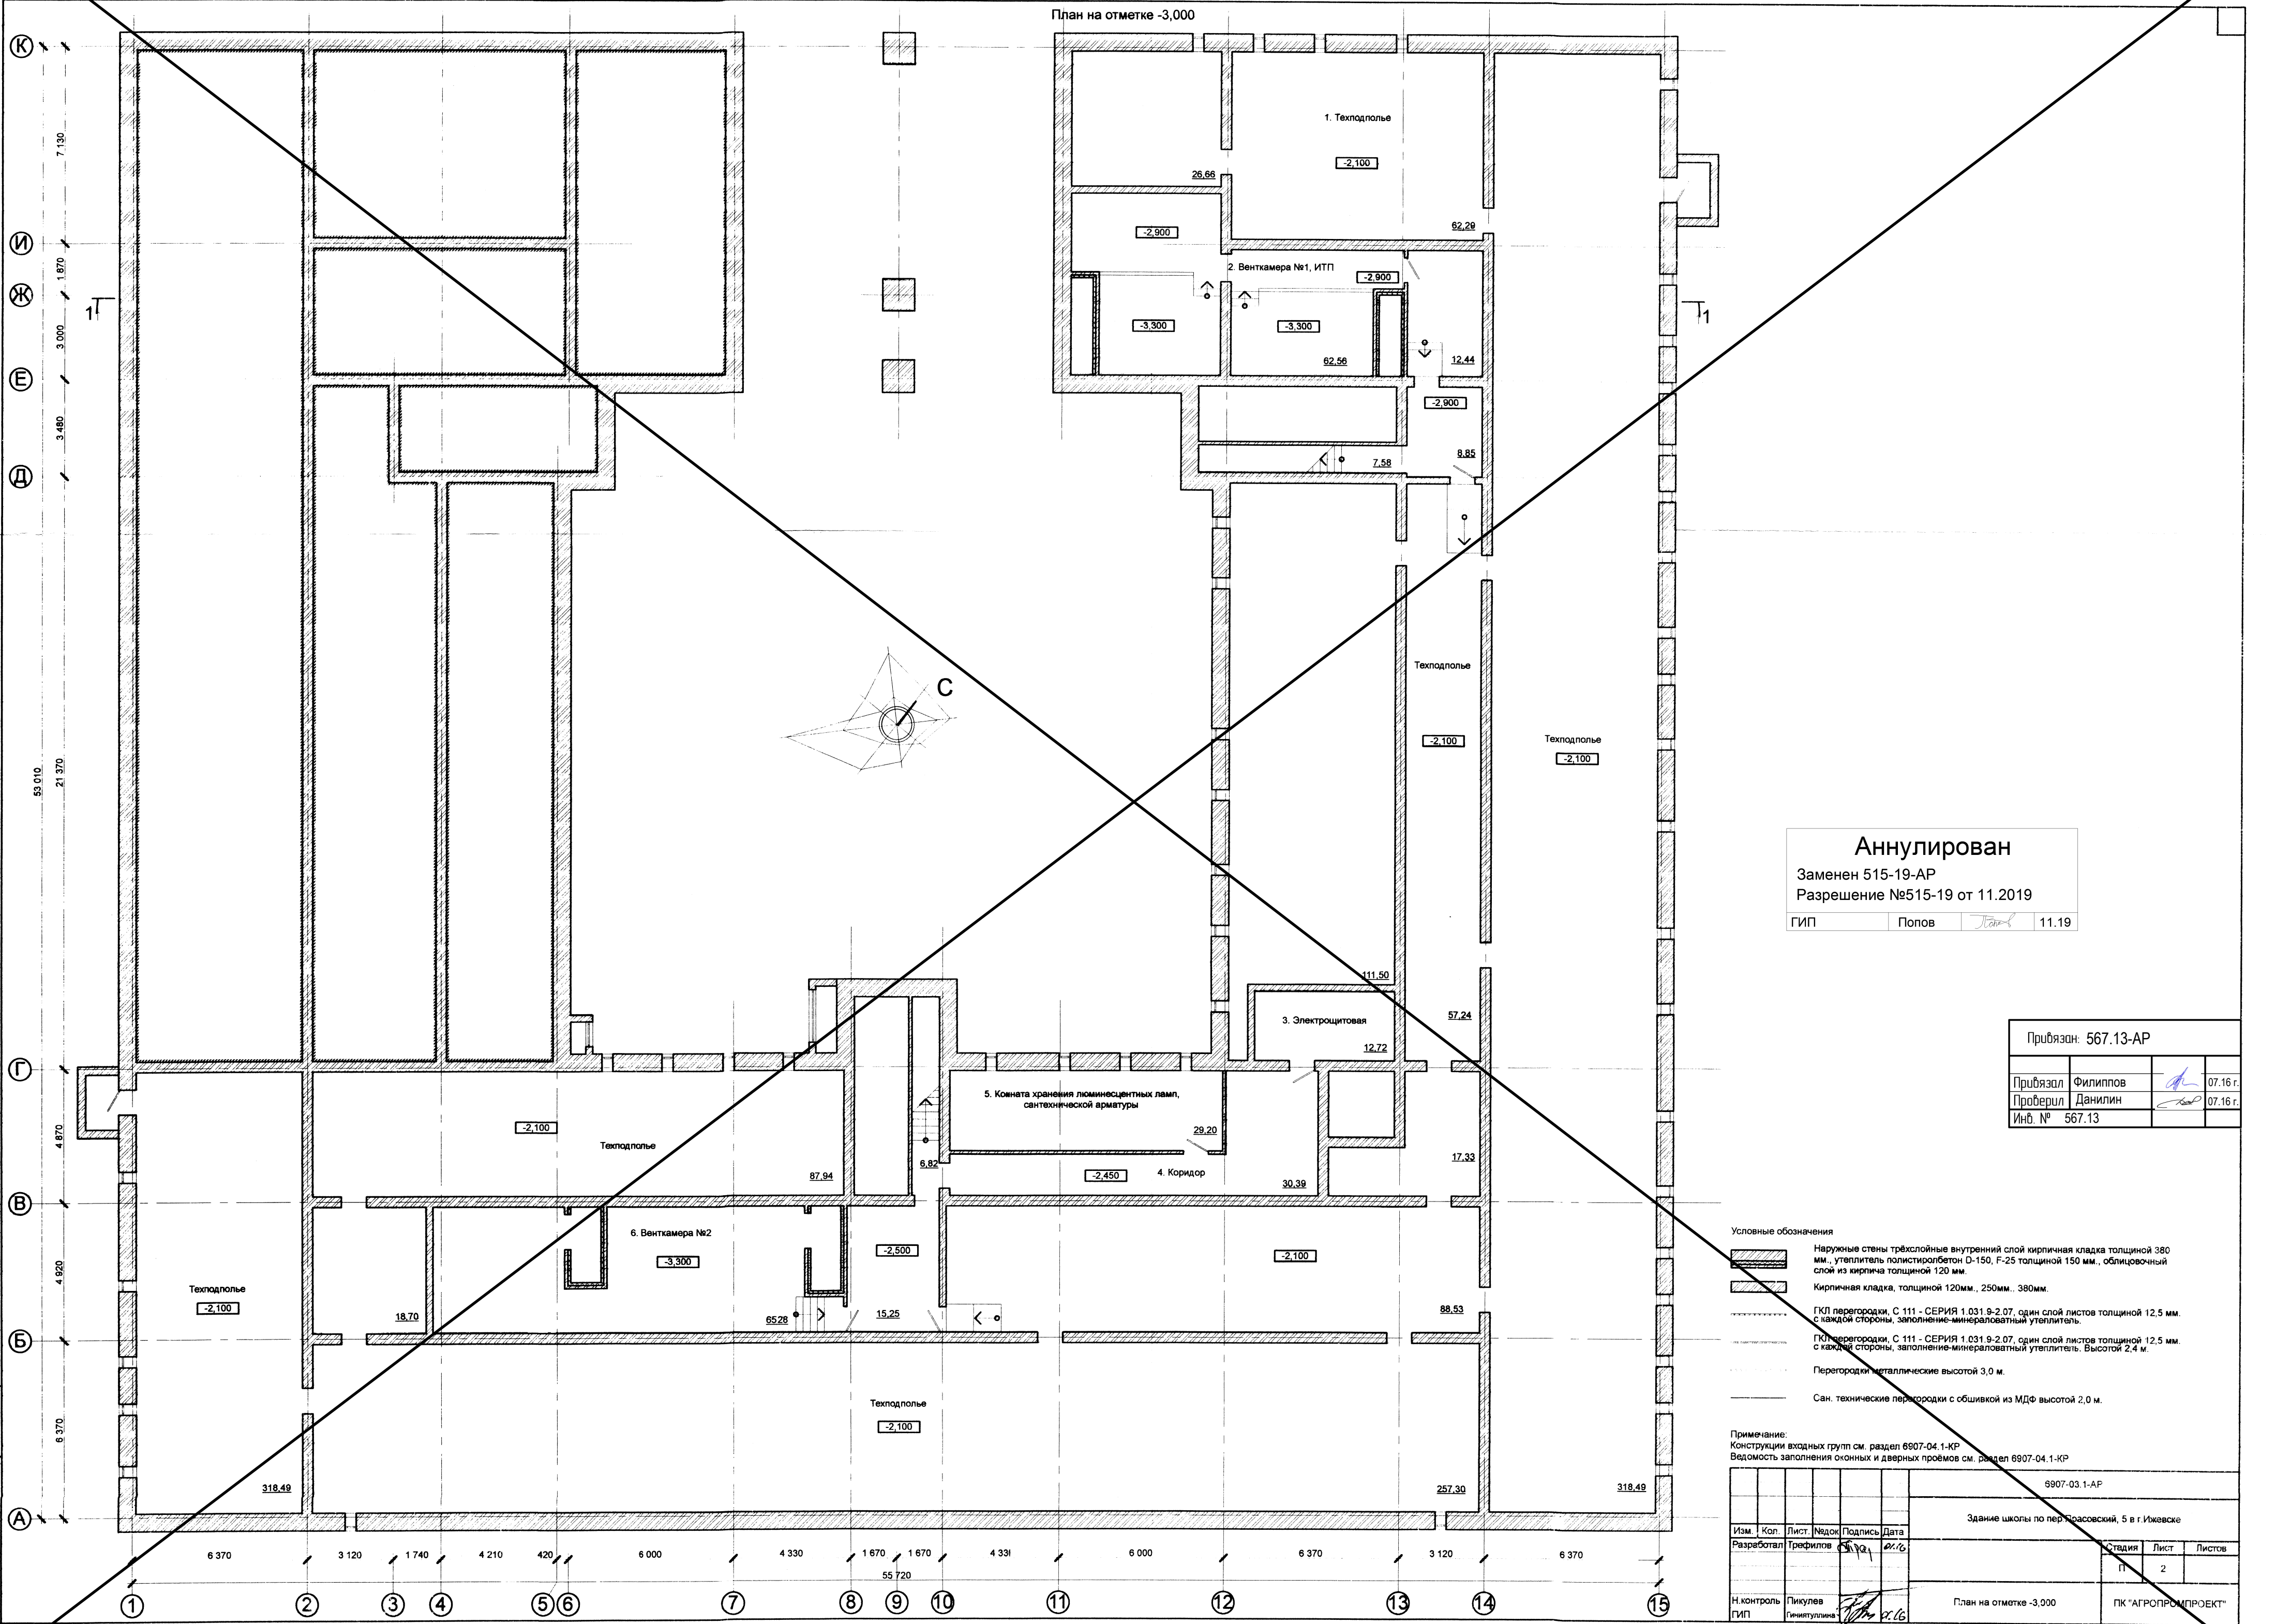 План на отметке -3,000
К
И
Ж
Е
Д
Г
В
Б
А
7 130
1 870
3 000
3 480
21 370
53 010
4 870
4 920
6 370
1
1
1. Техподполье
-2,100
26,66
62,29
-2,900
2. Венткамера №1, ИТП
-2,900
-3,300
-3,300
62,56
12,44
-2,900
7,58
8,85
С
Техподполье
-2,100
Техподполье
-2,100
111,50
57,24
3. Электрощитовая
12,72
5. Комната хранения люминесцентных ламп,
сантехнической арматуры
29,20
-2,100
Техподполье
87,94
6,82
-2,450
4. Коридор
30,39
17,33
6. Венткамера №2
-3,300
-2,500
-2,100
Техподполье
-2,100
18,70
6528
15,25
88,53
Техподполье
-2,100
318,49
257,30
318,49
6 370
3 120
1 740
4 210
420
6 000
4 330
1 670
1 670
4 33
6 000
6 370
3 120
6 370
55 720
1
2
3
4
5
6
7
8
9
10
11
12
13
14
15
Аннулирован
Заменен 515-19-АР
Разрешение №515-19 от 11.2019
ГИП Попов 11.19
Привязан: 567.13-АР
Привязал Филиппов 07.16 г.
Проверил Данилин 07.16 г.
Инв. № 567.13
Условные обозначения
Наружные стены трёхслойные внутренний слой кирпичная кладка толщиной 380
мм., утеплитель полистиролбетон D-150, F-25 толщиной 150 мм., облицовочный
слой из кирпича толщиной 120 мм.
Кирпичная кладка, толщиной 120мм., 250мм.. 380мм.
ГКЛ перегородки, С 111 - СЕРИЯ 1.031.9-2.07, один слой листов толщиной 12,5 мм.
с каждой стороны, заполнение-минераловатный утеплитель.
ГКЛ перегородки, С 111 - СЕРИЯ 1.031.9-2.07, один слой листов толщиной 12,5 мм.
с каждой стороны, заполнение-минераловатный утеплитель. Высотой 2,4 м.
Перегородки металлические высотой 3,0 м.
Сан. технические перегородки с обшивкой из МДФ высотой 2,0 м.
Примечание:
Конструкции входных групп см. раздел 6907-04.1-КР
Ведомость заполнения оконных и дверных проёмов см. раздел 6907-04.1-КР
6907-03.1-АР
Здание школы по пер.Прасовский, 5 в г.Ижевске
Изм. Кол. Лист. №док Подпись Дата
Разработал Трефилов 01.16
Стадия Лист Листов
П 2
Н.контроль Пикулев
ГИП Гиниятуллина
План на отметке -3,000
ПК "АГРОПРОМПРОЕКТ"